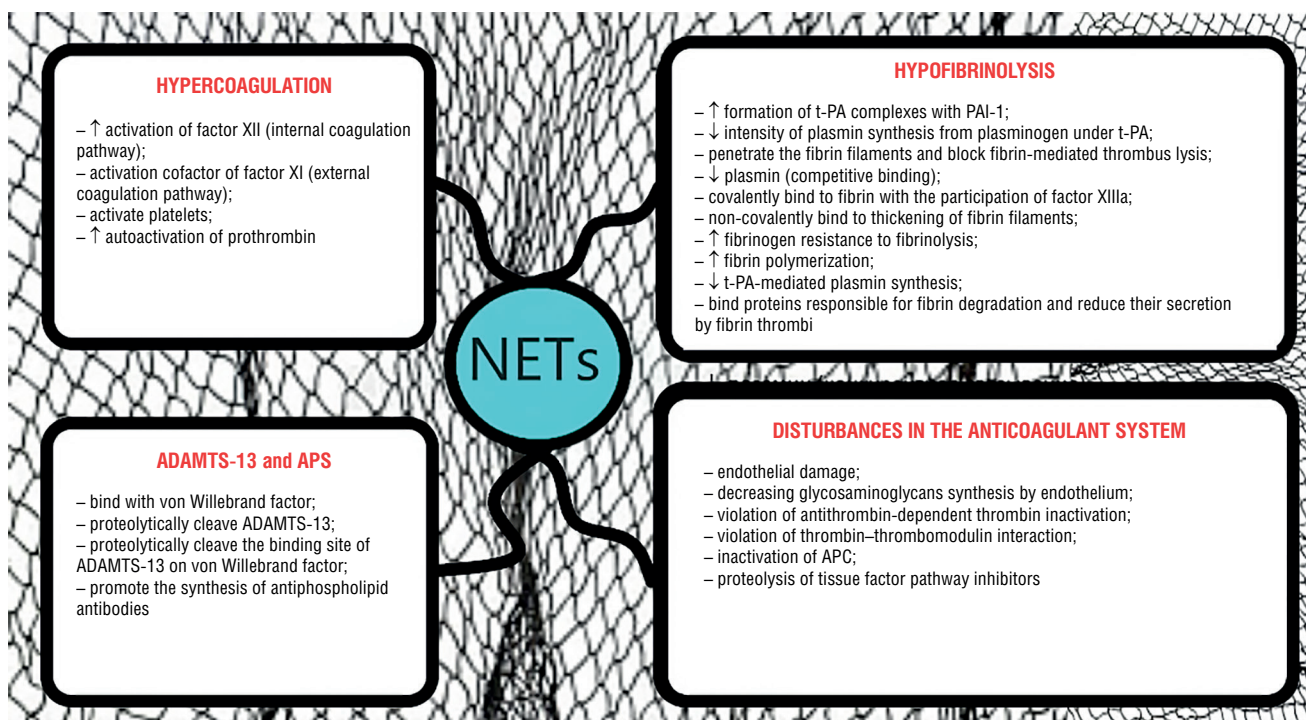 HYPERCOAGULATION
– ↑ activation of factor XII (internal coagulation
pathway);
– activation cofactor of factor XI (external
coagulation pathway);
– activate platelets;
– ↑ autoactivation of prothrombin
HYPOFIBRINOLYSIS
– ↑ formation of t-PA complexes with PAI-1;
– ↓ intensity of plasmin synthesis from plasminogen under t-PA;
– penetrate the fibrin filaments and block fibrin-mediated thrombus lysis;
– ↓ plasmin (competitive binding);
– covalently bind to fibrin with the participation of factor XIIIa;
– non-covalently bind to thickening of fibrin filaments;
– ↑ fibrinogen resistance to fibrinolysis;
– ↑ fibrin polymerization;
– ↓ t-PA-mediated plasmin synthesis;
– bind proteins responsible for fibrin degradation and reduce their secretion
by fibrin thrombi
NETs
ADAMTS-13 and APS
– bind with von Willebrand factor;
– proteolytically cleave ADAMTS-13;
– proteolytically cleave the binding site of
ADAMTS-13 on von Willebrand factor;
– promote the synthesis of antiphospholipid
antibodies
DISTURBANCES IN THE ANTICOAGULANT SYSTEM
– endothelial damage;
– decreasing glycosaminoglycans synthesis by endothelium;
– violation of antithrombin-dependent thrombin inactivation;
– violation of thrombin–thrombomodulin interaction;
– inactivation of APC;
– proteolysis of tissue factor pathway inhibitors